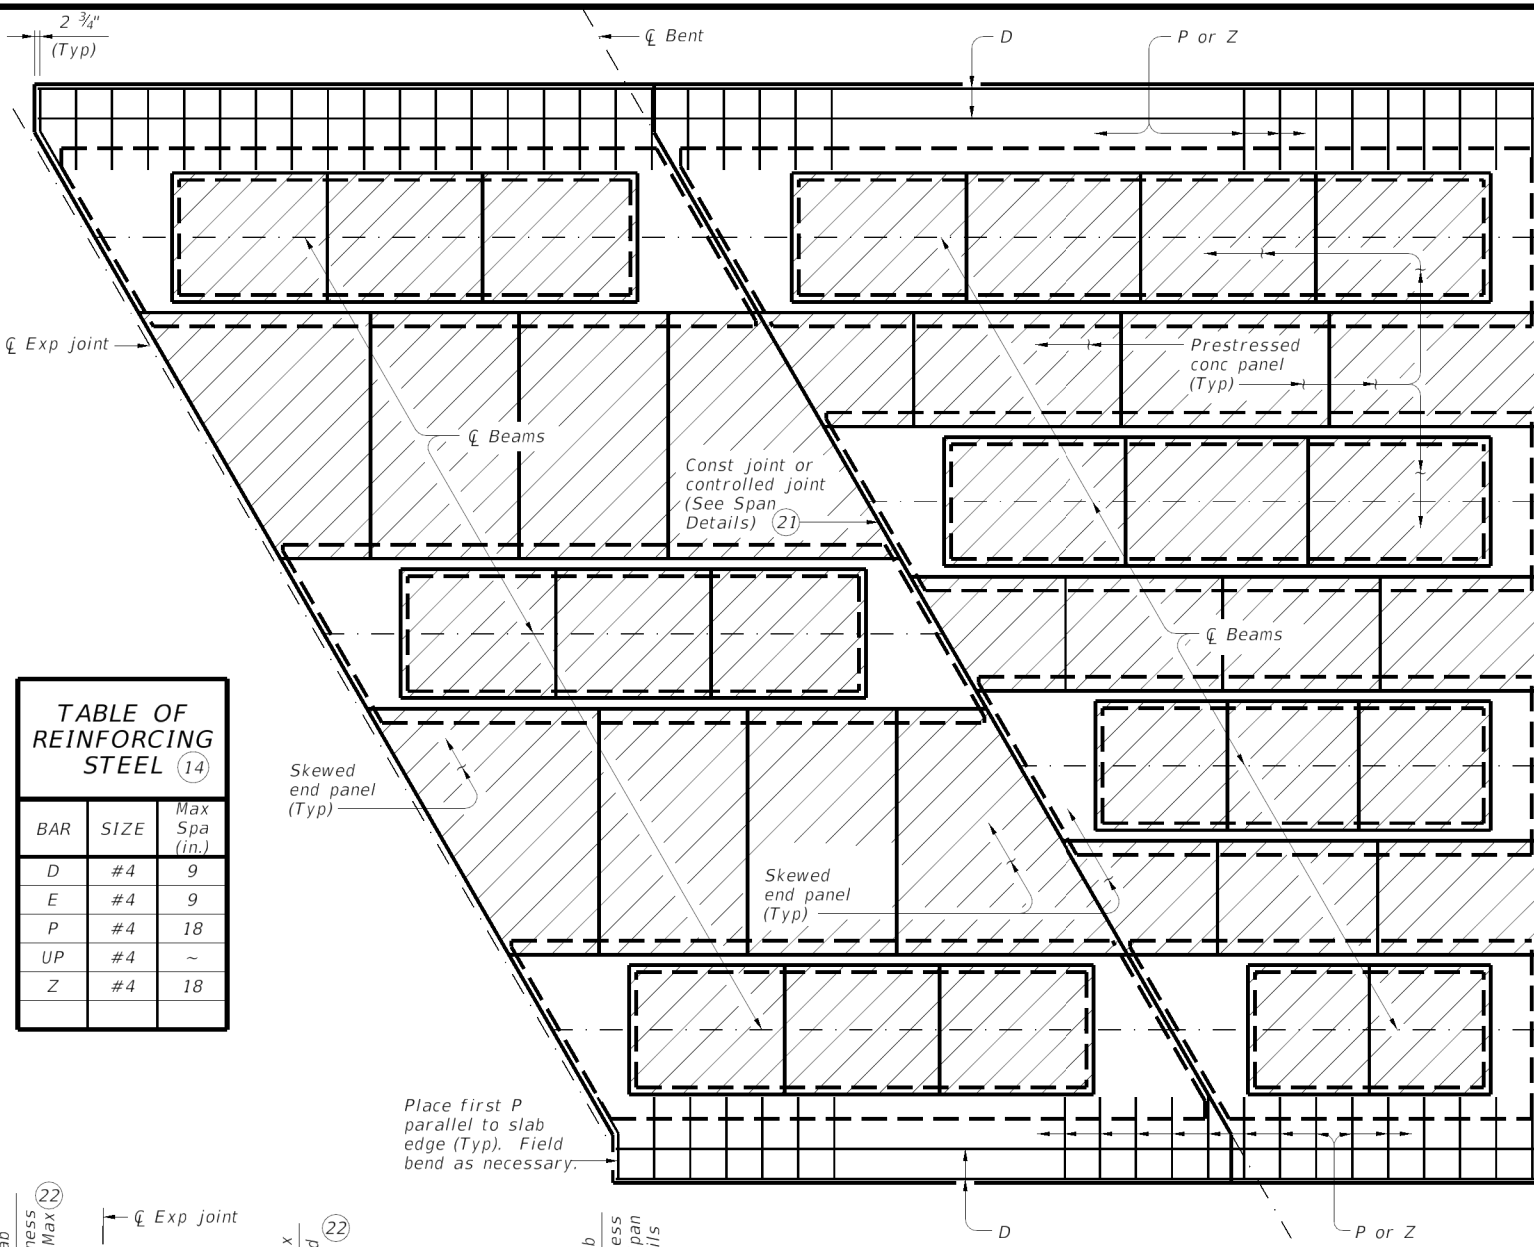 2 ¾"
(Typ)
℄ Bent
D
P or Z
℄ Exp joint
Prestressed
conc panel
(Typ)
℄ Beams
Const joint or
controlled joint
(See Span
Details) 21
℄ Beams
TABLE OF
REINFORCING
STEEL 14
BAR SIZE Max Spa (in.)
D #4 9
E #4 9
P #4 18
UP #4 ~
Z #4 18
Skewed
end panel
(Typ)
Skewed
end panel
(Typ)
Place first P
parallel to slab
edge (Typ). Field
bend as necessary.
22
Max
℄ Exp joint
22
D
P or Z